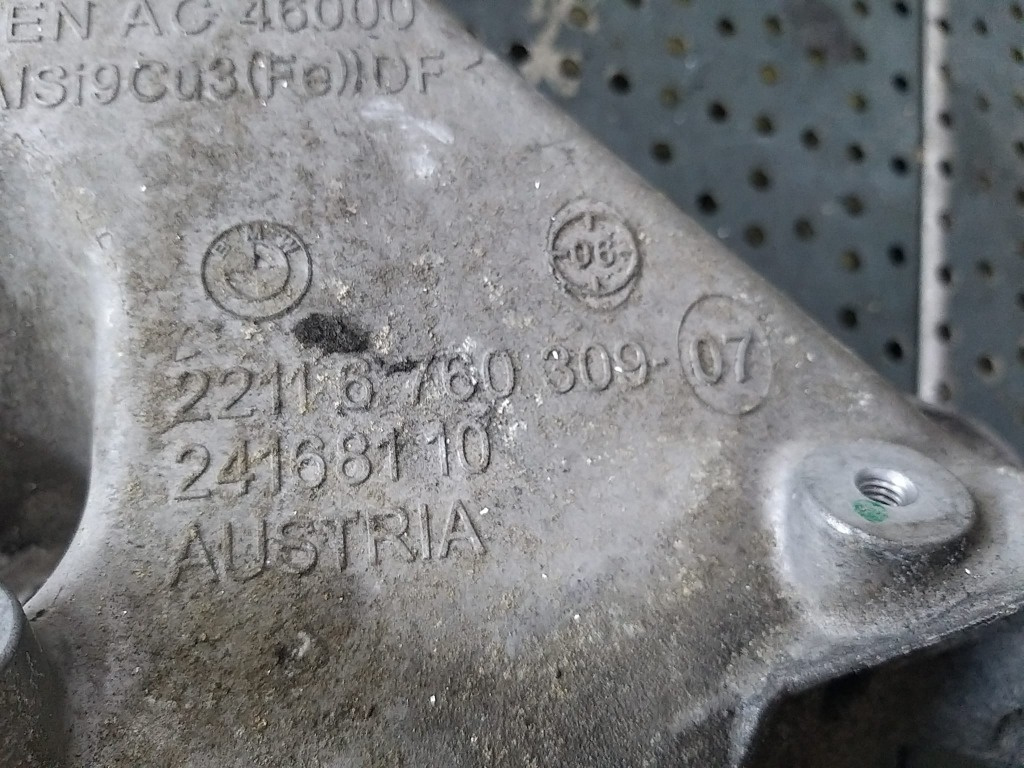 EN AC 46000
AlSi9Cu3(Fe))DF<
BMW
06
2211 6 760 309-07
24168110
AUSTRIA